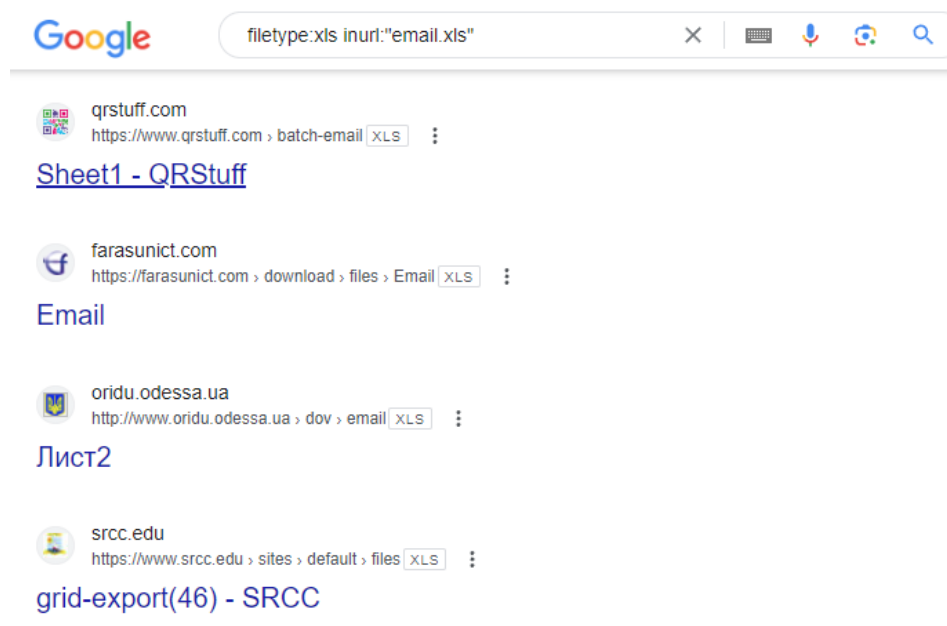 Google
filetype:xls inurl:"email.xls"
qrstuff.com
https://www.qrstuff.com › batch-email XLS
Sheet1 - QRStuff
farasunict.com
https://farasunict.com › download › files › Email XLS
Email
oridu.odessa.ua
http://www.oridu.odessa.ua › dov › email XLS
Лист2
srcc.edu
https://www.srcc.edu › sites › default › files XLS
grid-export(46) - SRCC